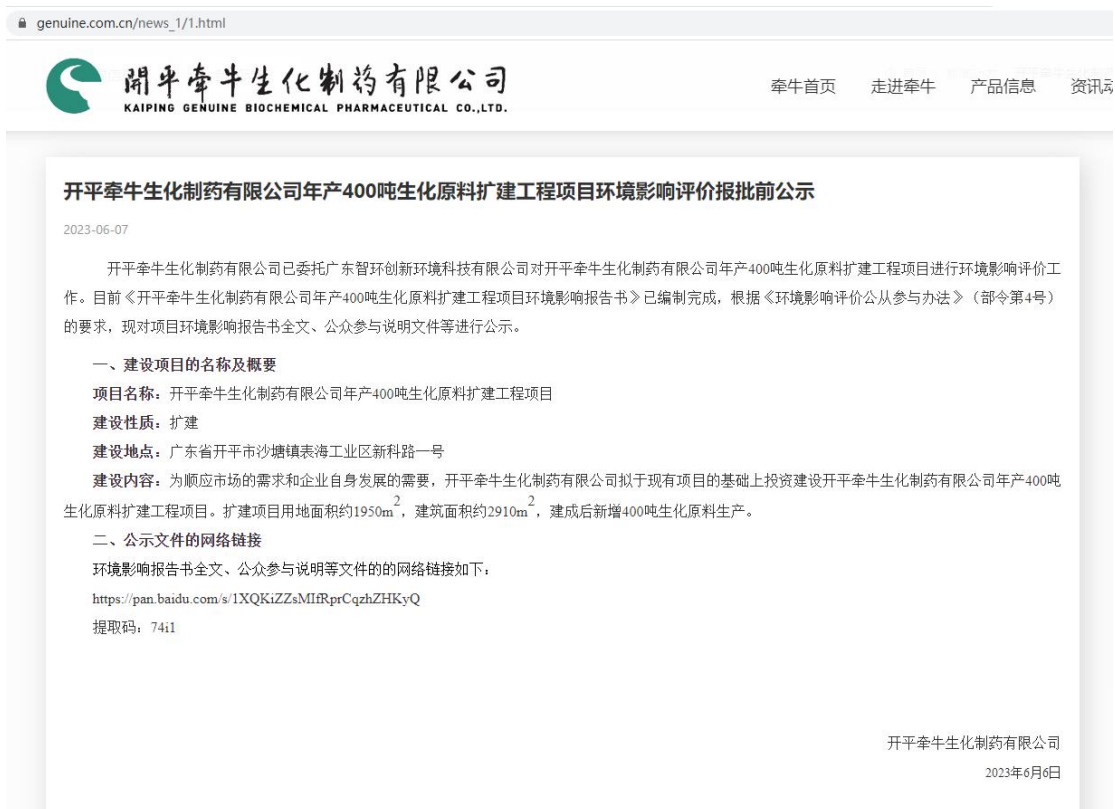 genuine.com.cn/news_1/1.html
開平牽牛生化制药有限公司
KAIPING GENUINE BIOCHEMICAL PHARMACEUTICAL CO.,LTD.
牵牛首页 走进牵牛 产品信息 资讯动
开平牵牛生化制药有限公司年产400吨生化原料扩建工程项目环境影响评价报批前公示
2023-06-07
开平牵牛生化制药有限公司已委托广东智环创新环境科技有限公司对开平牵牛生化制药有限公司年产400吨生化原料扩建工程项目进行环境影响评价工
作。目前《开平牵牛生化制药有限公司年产400吨生化原料扩建工程项目环境影响报告书》已编制完成，根据《环境影响评价公从参与办法》（部令第4号）
的要求，现对项目环境影响报告书全文、公众参与说明文件等进行公示。
一、建设项目的名称及概要
项目名称：开平牵牛生化制药有限公司年产400吨生化原料扩建工程项目
建设性质：扩建
建设地点：广东省开平市沙塘镇表海工业区新科路一号
建设内容：为顺应市场的需求和企业自身发展的需要，开平牵牛生化制药有限公司拟于现有项目的基础上投资建设开平牵牛生化制药有限公司年产400吨
生化原料扩建工程项目。扩建项目用地面积约1950m²，建筑面积约2910m²，建成后新增400吨生化原料生产。
二、公示文件的网络链接
环境影响报告书全文、公众参与说明等文件的的网络链接如下：
https://pan.baidu.com/s/1XQKiZZsMIfRprCqzhZHKyQ
提取码：74i1
开平牵牛生化制药有限公司
2023年6月6日